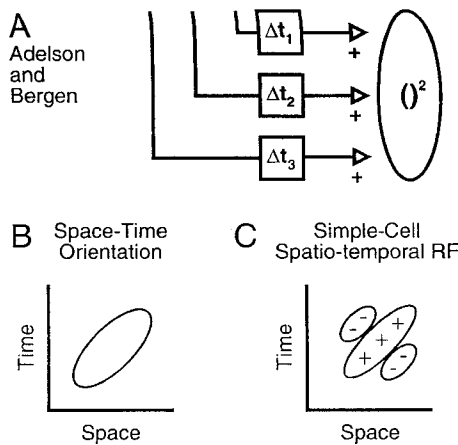 A
Adelson
and
Bergen
Δt₁
+
Δt₂
+
Δt₃
+
()²
B Space-Time
Orientation
Time
Space
C Simple-Cell
Spatio-temporal RF
Time
- - + + + - -
Space